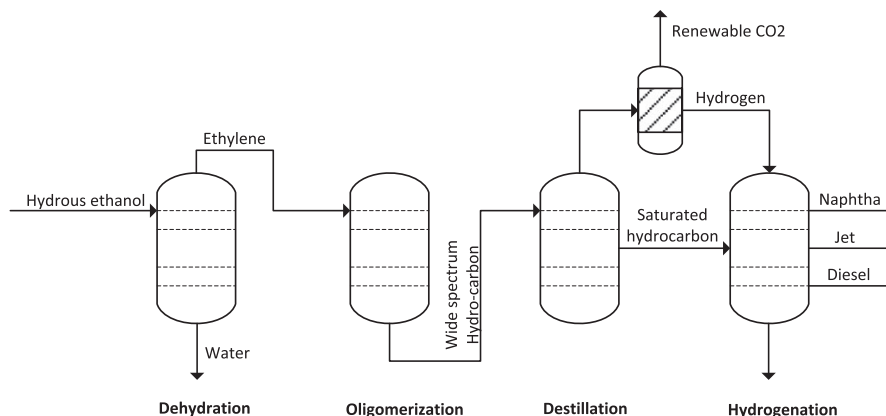 Renewable CO2
Hydrogen
Ethylene
Hydrous ethanol
Wide spectrum
Hydro-carbon
Saturated
hydrocarbon
Naphtha
Jet
Diesel
Water
Dehydration
Oligomerization
Destillation
Hydrogenation